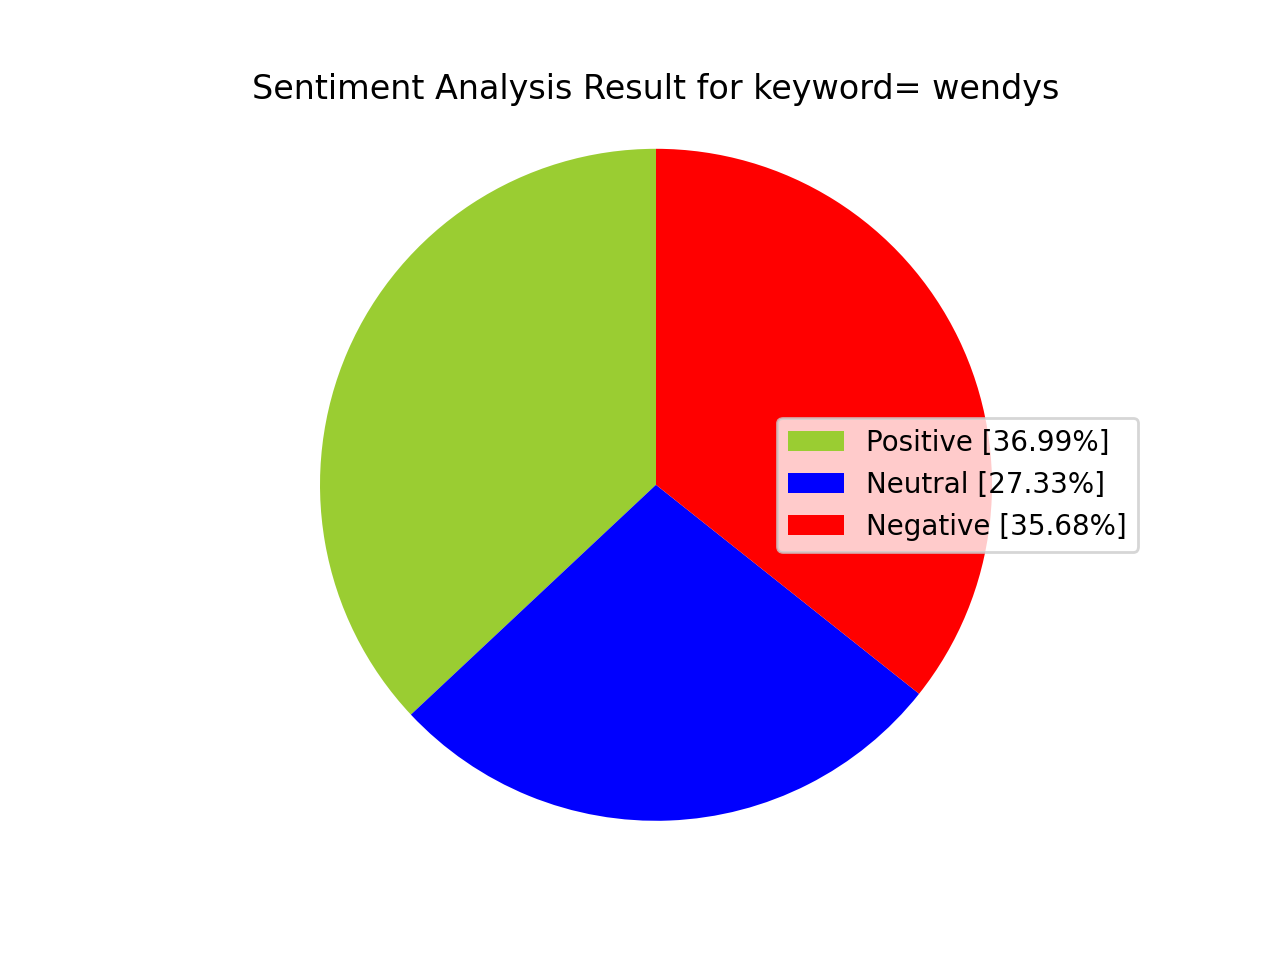 Sentiment Analysis Result for keyword= wendys
Positive [36.99%]
Neutral [27.33%]
Negative [35.68%]